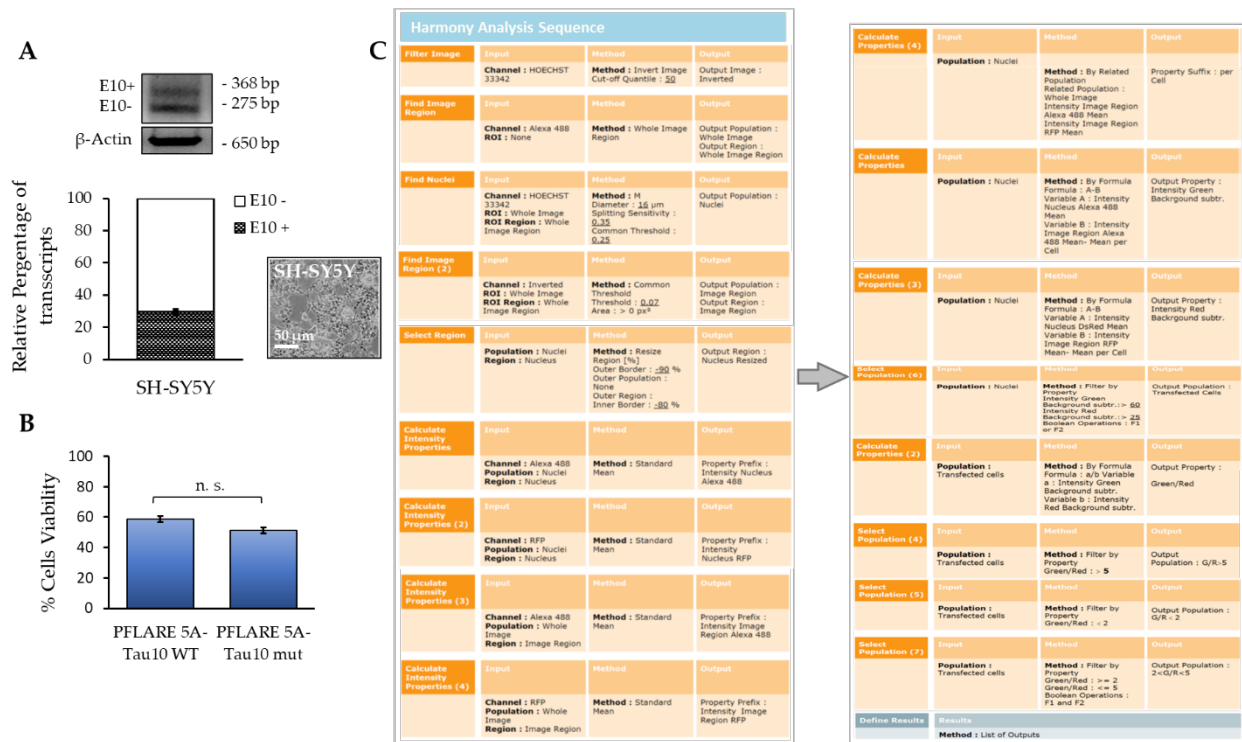 A
E10+
E10-
β-Actin
- 368 bp
- 275 bp
- 650 bp
Relative Pergentage of
transscripts
100
80
60
40
20
0
SH-SY5Y
E10 -
E10 +
SH-SY5Y
50 µm
B
% Cells Viability
100
80
60
40
20
0
n. s.
PFLARE 5A-
Tau10 WT
PFLARE 5A-
Tau10 mut
C
Harmony Analysis Sequence
Filter Image
Input
Method
Output
Channel : HOECHST
33342
Method : Invert Image
Cut-off Quantile : 50
Output Image :
Inverted
Find Image
Region
Input
Method
Output
Channel : Alexa 488
ROI : None
Method : Whole Image
Region
Output Population :
Whole Image
Output Region :
Whole Image Region
Find Nuclei
Input
Method
Output
Channel : HOECHST
33342
ROI : Whole Image
ROI Region : Whole
Image Region
Method : M
Diameter : 16 µm
Splitting Sensitivity :
0.35
Common Threshold :
0.25
Output Population :
Nuclei
Find Image
Region (2)
Input
Method
Output
Channel : Inverted
ROI : Whole Image
ROI Region : Whole
Image Region
Method : Common
Threshold
Threshold : 0.07
Area : > 0 px²
Output Population :
Image Region
Output Region :
Image Region
Select Region
Input
Method
Output
Population : Nuclei
Region : Nucleus
Method : Resize
Region [%]
Outer Border : -90 %
Outer Population :
None
Outer Region :
Inner Border : -80 %
Output Region :
Nucleus Resized
Calculate
Intensity
Properties
Input
Method
Output
Channel : Alexa 488
Population : Nuclei
Region : Nucleus
Method : Standard
Mean
Property Prefix :
Intensity Nucleus
Alexa 488
Calculate
Intensity
Properties (2)
Input
Method
Output
Channel : RFP
Population : Nuclei
Region : Nucleus
Method : Standard
Mean
Property Prefix :
Intensity
Nucleus RFP
Calculate
Intensity
Properties (3)
Input
Method
Output
Channel : Alexa 488
Population : Whole
Image
Region : Image Region
Method : Standard
Mean
Property Prefix :
Intensity Image
Region Alexa 488
Calculate
Intensity
Properties (4)
Input
Method
Output
Channel : RFP
Population : Whole
Image
Region : Image Region
Method : Standard
Mean
Property Prefix :
Intensity Image
Region RFP
Calculate
Properties (4)
Input
Method
Output
Population : Nuclei
Method : By Related
Population
Related Population :
Whole Image
Intensity Image Region
Alexa 488 Mean
Intensity Image Region
RFP Mean
Property Suffix : per
Cell
Calculate
Properties
Input
Method
Output
Population : Nuclei
Method : By Formula
Formula : A-B
Variable A : Intensity
Nucleus Alexa 488
Mean
Variable B : Intensity
Image Region Alexa
488 Mean- Mean per
Cell
Output Property :
Intensity Green
Backgrond subtr.
Calculate
Properties (3)
Input
Method
Output
Population : Nuclei
Method : By Formula
Formula : A-B
Variable A : Intensity
Nucleus DsRed Mean
Variable B : Intensity
Image Region RFP
Mean- Mean per Cell
Output Property :
Intensity Red
Backgrond subtr.
Select
Population (6)
Input
Method
Output
Population : Nuclei
Method : Filter by
Property
Intensity Green
Background subtr.:> 60
Intensity Red
Background subtr.:> 25
Boolean Operations : F1
or F2
Output Population :
Transfected Cells
Calculate
Properties (2)
Input
Method
Output
Population :
Transfected cells
Method : By Formula
Formula : a/b Variable
a : Intensity Green
Background subtr.
Variable b : Intensity
Red Background subtr.
Output Property :
Green/Red
Select
Population (4)
Input
Method
Output
Population :
Transfected cells
Method : Filter by
Property
Green/Red : > 5
Output
Population : G/R>5
Select
Population (5)
Input
Method
Output
Population :
Transfected cells
Method : Filter by
Property
Green/Red : < 2
Output Population :
G/R < 2
Select
Population (7)
Input
Method
Output
Population :
Transfected cells
Method : Filter by
Property
Green/Red : >= 2
Green/Red : <= 5
Boolean Operations :
F1 and F2
Output Population :
2<G/R<5
Define Results
Results
Method : List of Outputs